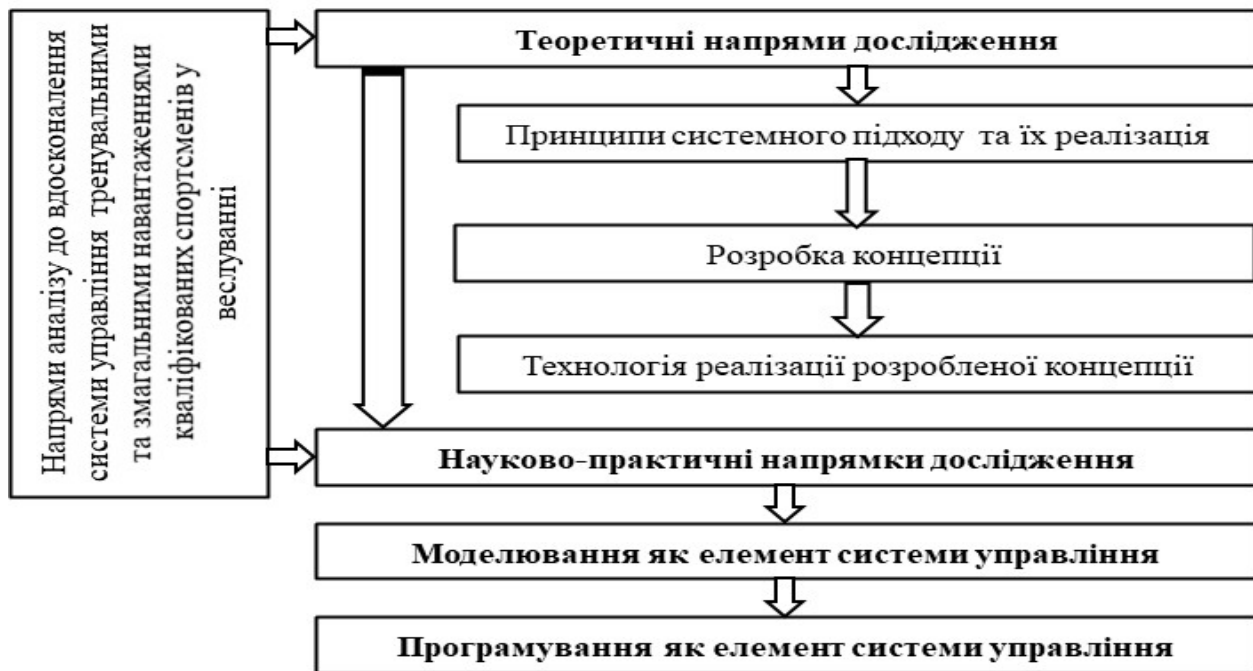 Напрями аналізу до вдосконалення
системи управління тренувальним
та змагальними навантаженнями
кваліфікованих спортсменів у
веслуванні
Теоретичні напрями дослідження
Принципи системного підходу та їх реалізація
Розробка концепції
Технологія реалізації розробленої концепції
Науково-практичні напрямки дослідження
Моделювання як елемент системи управління
Програмування як елемент системи управління